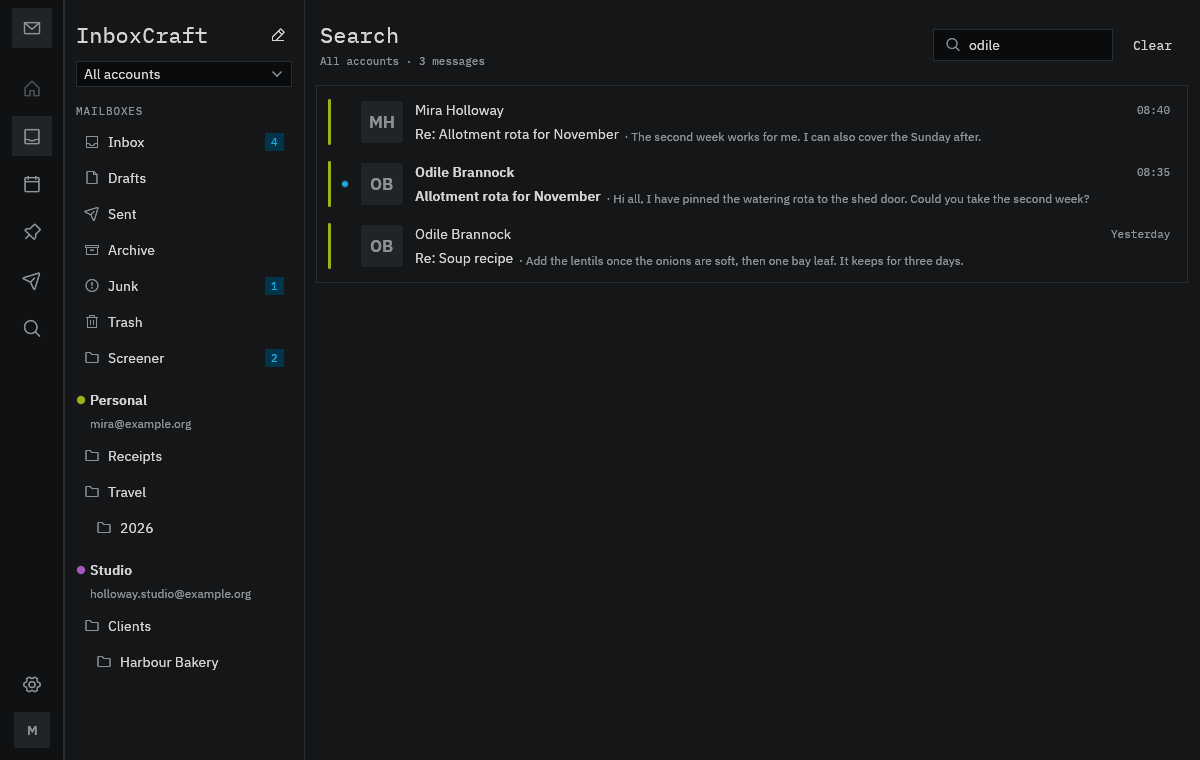 InboxCraft
All accounts
MAILBOXES
Inbox 4
Drafts
Sent
Archive
Junk 1
Trash
Screener 2
Personal
mira@example.org
Receipts
Travel
2026
Studio
holloway.studio@example.org
Clients
Harbour Bakery
M
Search
All accounts · 3 messages
odile
Clear
MH
Mira Holloway 08:40
Re: Allotment rota for November · The second week works for me. I can also cover the Sunday after.
OB
Odile Brannock 08:35
Allotment rota for November · Hi all, I have pinned the watering rota to the shed door. Could you take the second week?
OB
Odile Brannock Yesterday
Re: Soup recipe · Add the lentils once the onions are soft, then one bay leaf. It keeps for three days.